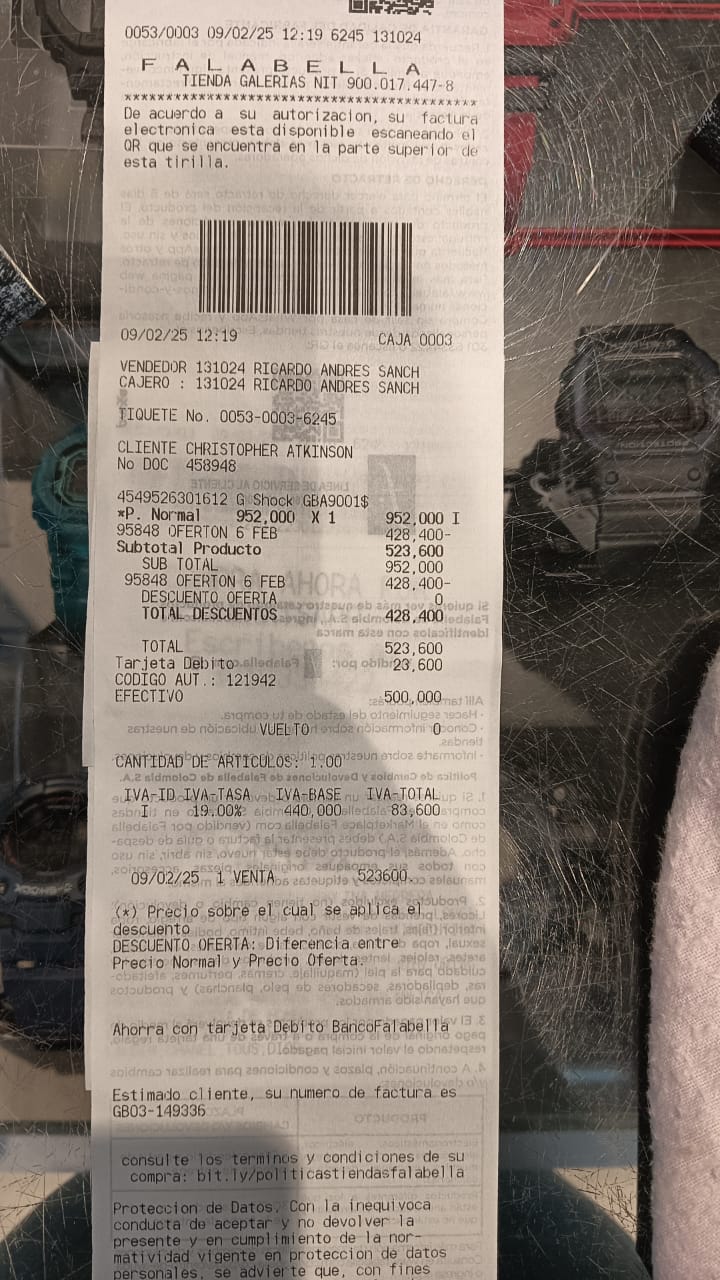 0053/0003 09/02/25 12:19 6245 131024
F A L A B E L L A
TIENDA GALERIAS NIT 900.017.447-8
************************************************
De acuerdo a su autorizacion, su factura
electronica esta disponible escaneando el
QR que se encuentra en la parte superior de
esta tirilla.
09/02/25 12:19 CAJA 0003
VENDEDOR 131024 RICARDO ANDRES SANCH
CAJERO : 131024 RICARDO ANDRES SANCH
TIQUETE No. 0053-0003-6245
CLIENTE CHRISTOPHER ATKINSON
No DOC 458948
4549526301612 G Shock GBA9001$
*P. Normal 952,000 X 1 952,000 I
95848 OFERTON 6 FEB 428,400-
Subtotal Producto 523,600
SUB TOTAL 952,000
95848 OFERTON 6 FEB 428,400-
DESCUENTO OFERTA 0
TOTAL DESCUENTOS 428,400
TOTAL 523,600
Tarjeta Debito 23,600
CODIGO AUT.: 121942
EFECTIVO 500,000
VUELTO 0
CANTIDAD DE ARTICULOS: 1.00
IVA-ID IVA-TASA IVA-BASE IVA-TOTAL
I 19.00% 440,000 83,600
09/02/25 1 VENTA 523600.
(*) Precio sobre el cual se aplica el
descuento
DESCUENTO OFERTA: Diferencia entre
Precio Normal y Precio Oferta.
Ahorra con tarjeta Debito BancoFalabella
Estimado cliente, su numero de factura es
GB03-149336
consulte los terminos y condiciones de su
compra: bit.ly/politicastiendasfalabella
Proteccion de Datos. Con la inequivoca
conducta de aceptar y no devolver la
presente y en cumplimiento de la nor-
matividad vigente en proteccion de datos
personales, se advierte que, con fines